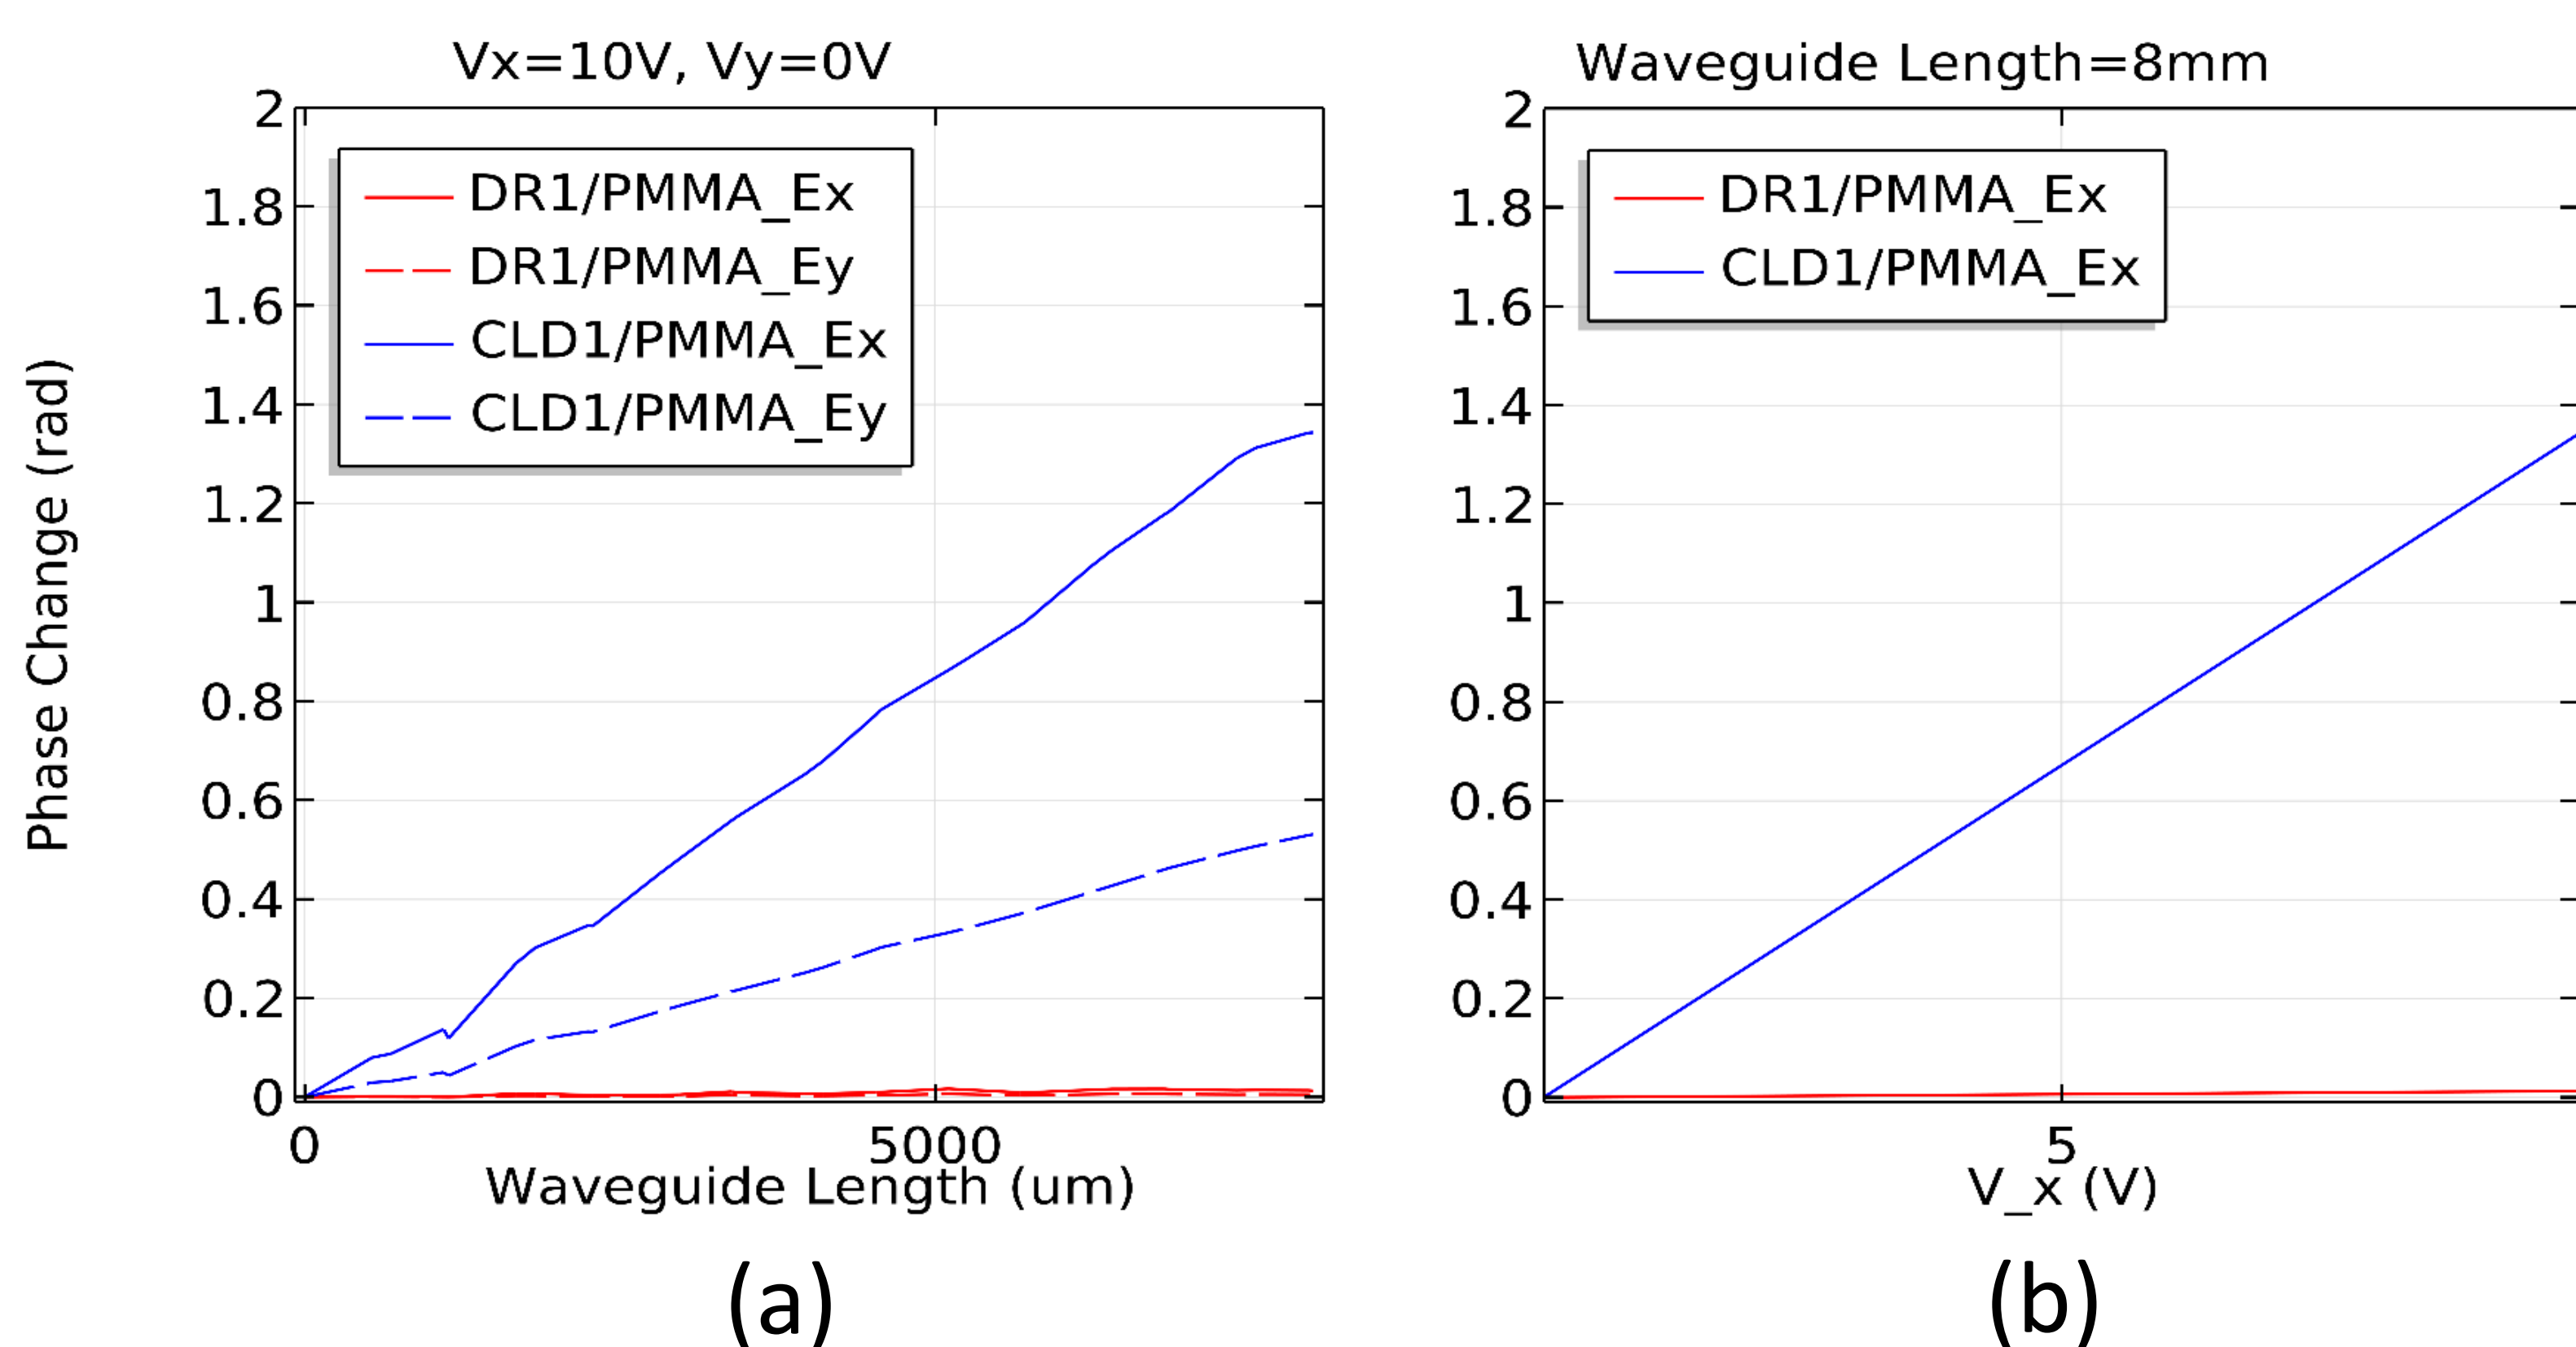 Vx=10V, Vy=0V
Phase Change (rad)
2
1.8
1.6
1.4
1.2
1
0.8
0.6
0.4
0.2
0
DR1/PMMA_Ex
DR1/PMMA_Ey
CLD1/PMMA_Ex
CLD1/PMMA_Ey
0 5000
Waveguide Length (um)
(a)
Waveguide Length=8mm
2
1.8
1.6
1.4
1.2
1
0.8
0.6
0.4
0.2
0
DR1/PMMA_Ex
CLD1/PMMA_Ex
5
V_x (V)
(b)